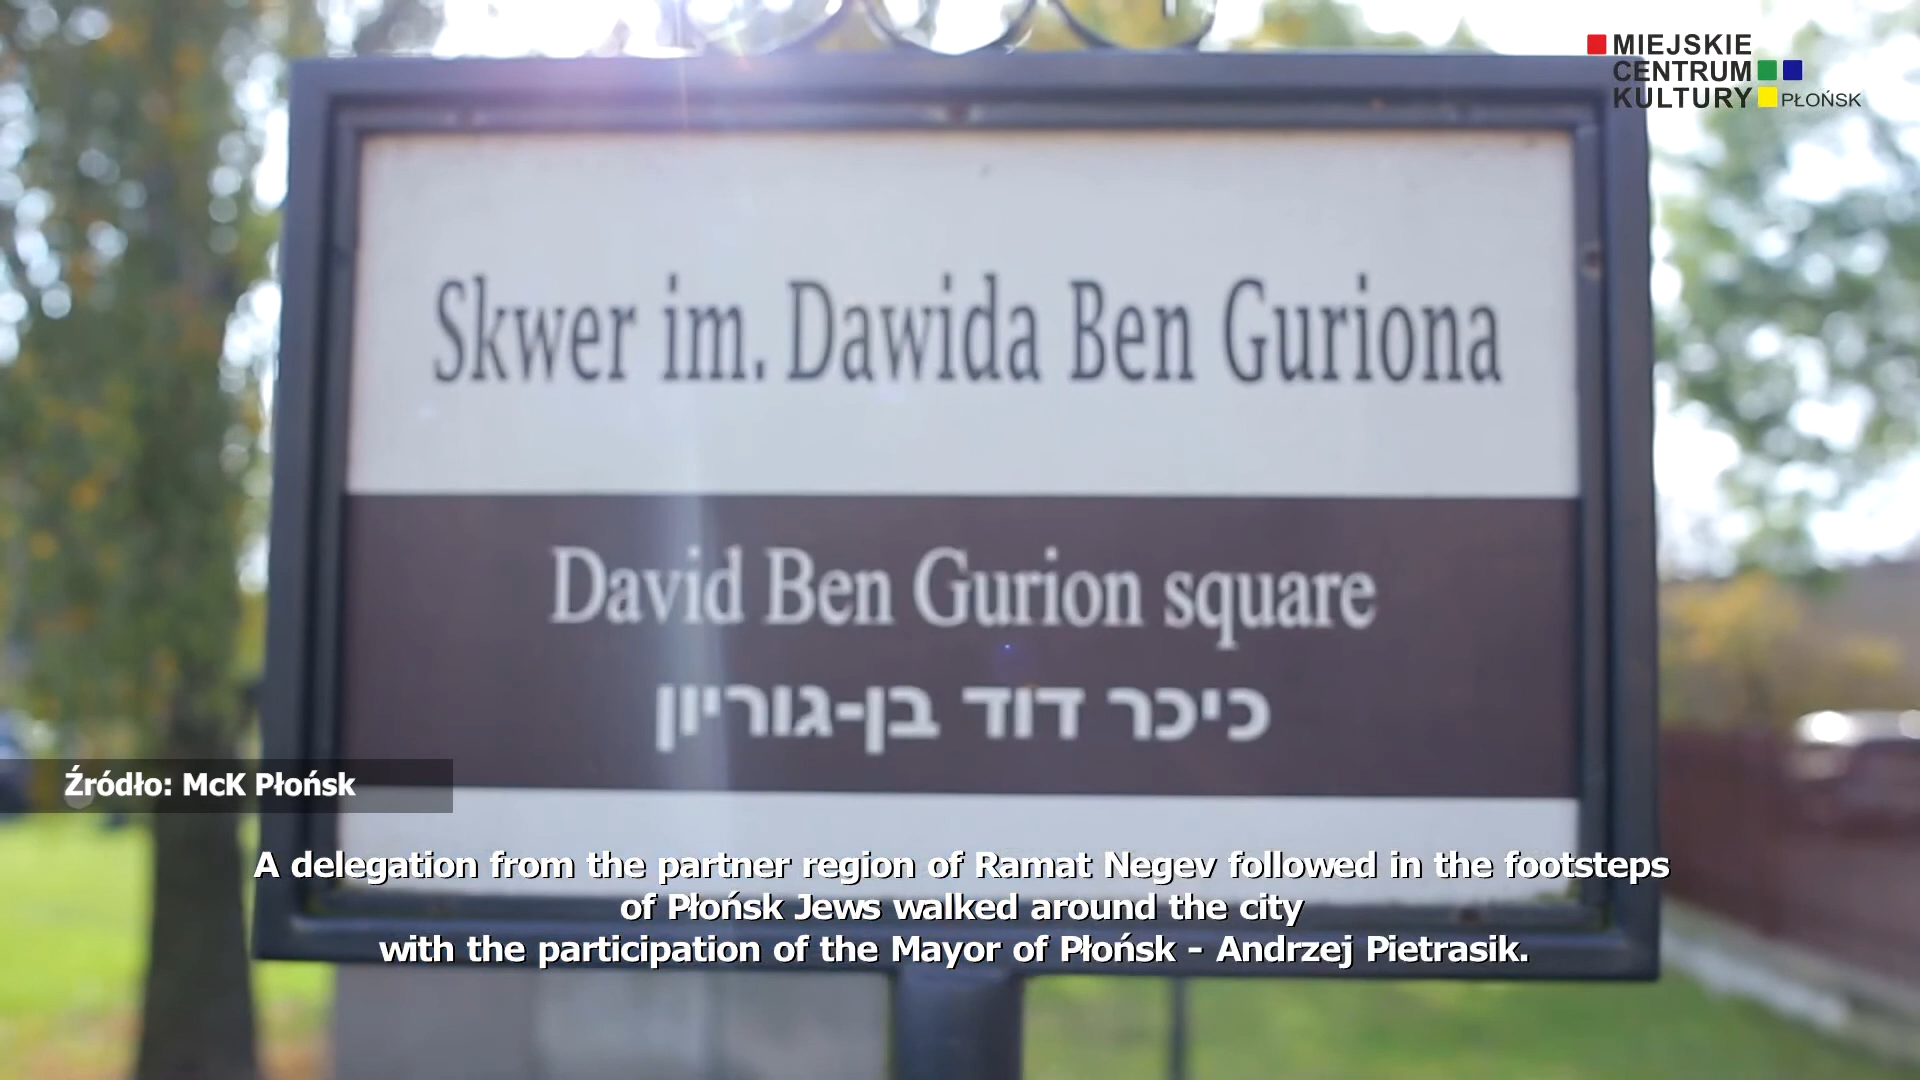 MIEJSKIE
CENTRUM
KULTURY PŁOŃSK
Skwer im. Dawida Ben Guriona
David Ben Gurion square
כיכר דוד בן-גוריון
Źródło: McK Płońsk
A delegation from the partner region of Ramat Negev followed in the footsteps
of Płońsk Jews walked around the city
with the participation of the Mayor of Płońsk - Andrzej Pietrasik.